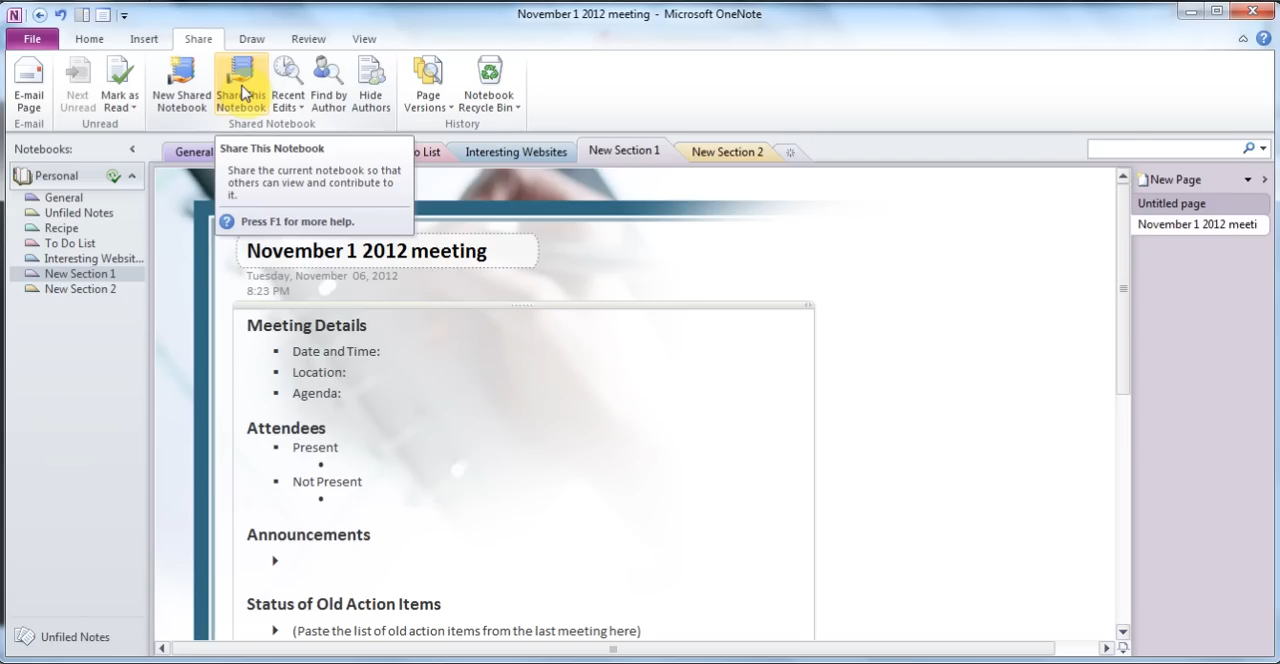 November 1 2012 meeting - Microsoft OneNote
File Home Insert Share Draw Review View
E-mail Page
Next Unread
Mark as Read
New Shared Notebook
Share This Notebook
Recent Edits
Find by Author
Hide Authors
Page Versions
Notebook Recycle Bin
E-mail Unread Shared Notebook History
Notebooks:
General
o List
Interesting Websites
New Section 1
New Section 2
Personal
General
Unfiled Notes
Recipe
To Do List
Interesting Websit...
New Section 1
New Section 2
Unfiled Notes
Share This Notebook
Share the current notebook so that
others can view and contribute to
it.
Press F1 for more help.
November 1 2012 meeting
Tuesday, November 06, 2012
8:23 PM
Meeting Details
Date and Time:
Location:
Agenda:
Attendees
Present
Not Present
Announcements
Status of Old Action Items
(Paste the list of old action items from the last meeting here)
New Page
Untitled page
November 1 2012 meeti